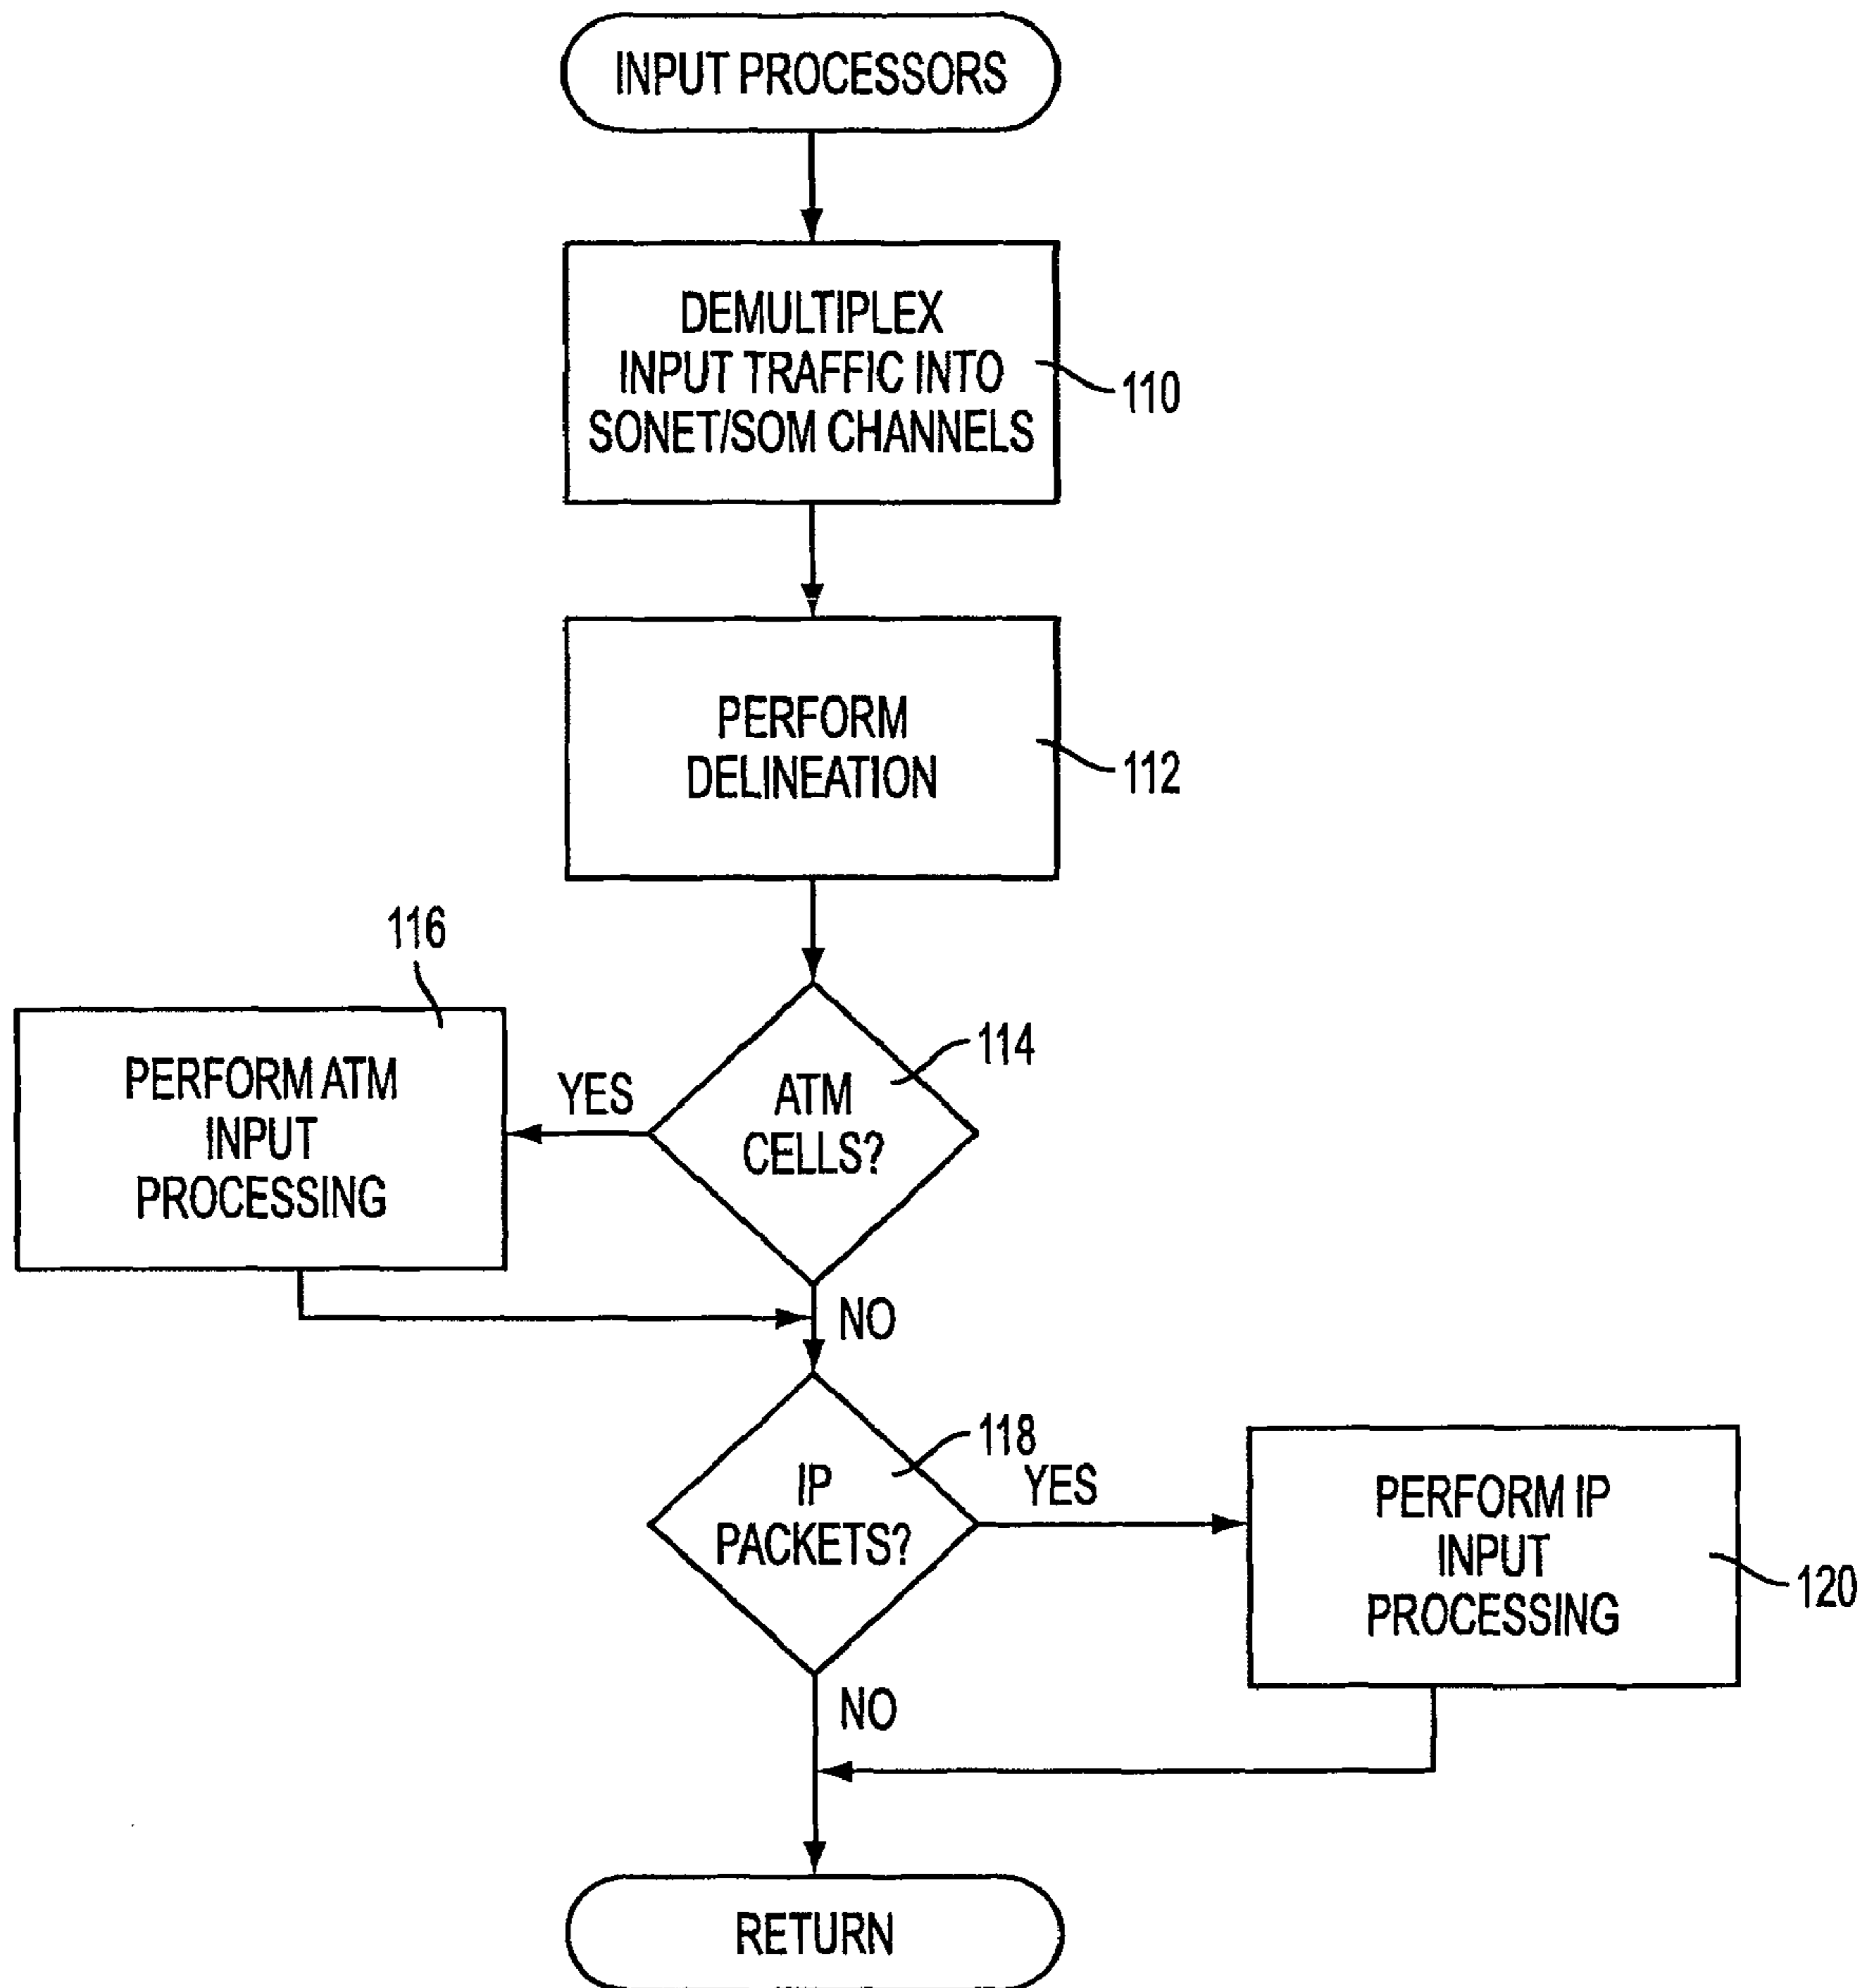 INPUT PROCESSORS
DEMULTIPLEX
INPUT TRAFFIC INTO
SONET/SOM CHANNELS
110
PERFORM
DELINEATION
112
116
PERFORM ATM
INPUT
PROCESSING
YES
ATM
CELLS?
114
NO
IP
PACKETS?
118
YES
PERFORM IP
INPUT
PROCESSING
120
NO
RETURN